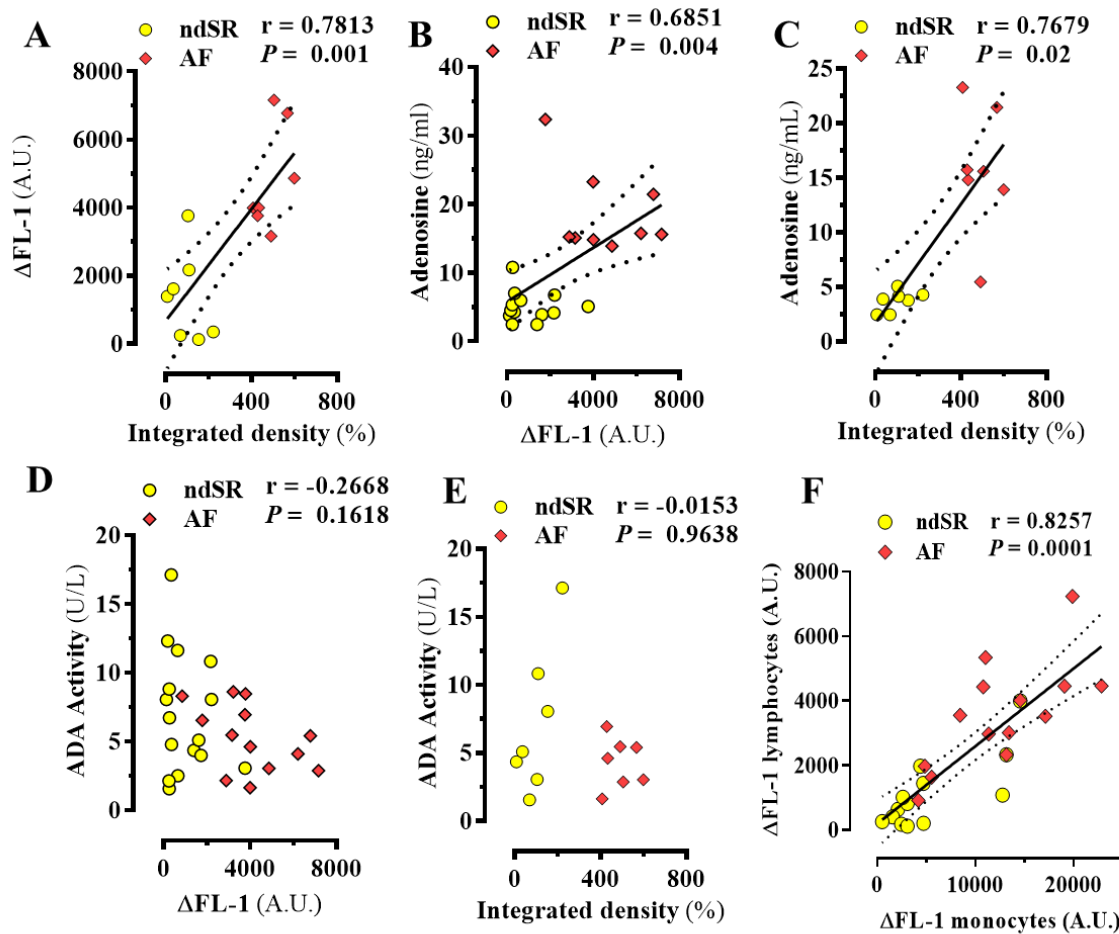 A
ndSR r = 0.7813
AF P = 0.001
8000
6000
4000
2000
0
ΔFL-1 (A.U.)
0 400 800
Integrated density (%)
B
ndSR r = 0.6851
AF P = 0.004
40
30
20
10
0
Adenosine (ng/ml)
0 4000 8000
ΔFL-1 (A.U.)
C
ndSR r = 0.7679
AF P = 0.02
25
20
15
10
5
0
Adenosine (ng/mL)
0 400 800
Integrated density (%)
D
ndSR r = -0.2668
AF P = 0.1618
20
15
10
5
0
ADA Activity (U/L)
0 4000 8000
ΔFL-1 (A.U.)
E
ndSR r = -0.0153
AF P = 0.9638
20
15
10
5
0
ADA Activity (U/L)
0 400 800
Integrated density (%)
F
ndSR r = 0.8257
AF P = 0.0001
8000
6000
4000
2000
0
ΔFL-1 lymphocytes (A.U.)
0 10000 20000
ΔFL-1 monocytes (A.U.)